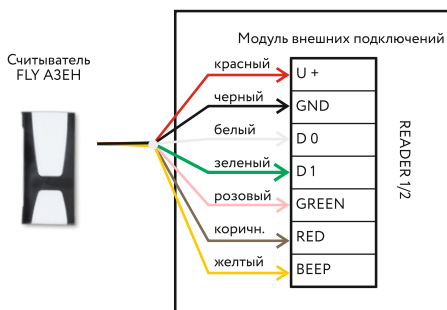 Модуль внешних подключений
Считыватель
FLY A3EH
красный
U +
черный
GND
белый
D 0
зеленый
D 1
розовый
GREEN
коричн.
RED
желтый
BEEP
READER 1/2